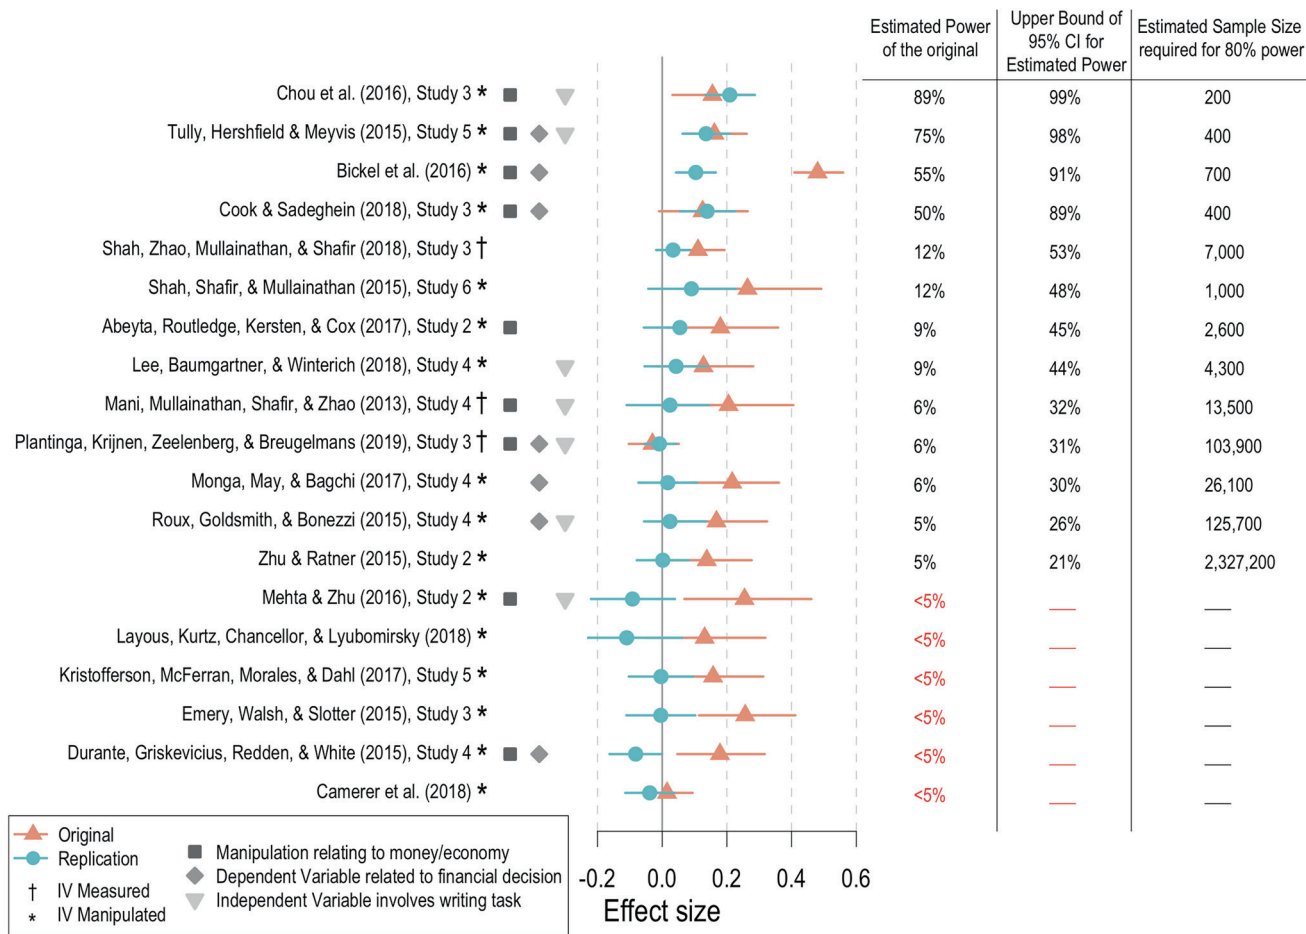 Estimated Power
of the original
Upper Bound of
95% CI for
Estimated Power
Estimated Sample Size
required for 80% power
Chou et al. (2016), Study 3 * 89% 99% 200
Tully, Hershfield & Meyvis (2015), Study 5 * 75% 98% 400
Bickel et al. (2016) * 55% 91% 700
Cook & Sadeghein (2018), Study 3 * 50% 89% 400
Shah, Zhao, Mullainathan, & Shafir (2018), Study 3 † 12% 53% 7,000
Shah, Shafir, & Mullainathan (2015), Study 6 * 12% 48% 1,000
Abeyta, Routledge, Kersten, & Cox (2017), Study 2 * 9% 45% 2,600
Lee, Baumgartner, & Winterich (2018), Study 4 * 9% 44% 4,300
Mani, Mullainathan, Shafir, & Zhao (2013), Study 4 † 6% 32% 13,500
Plantinga, Krijnen, Zeelenberg, & Breugelmans (2019), Study 3 † 6% 31% 103,900
Monga, May, & Bagchi (2017), Study 4 * 6% 30% 26,100
Roux, Goldsmith, & Bonezzi (2015), Study 4 * 5% 26% 125,700
Zhu & Ratner (2015), Study 2 * 5% 21% 2,327,200
Mehta & Zhu (2016), Study 2 * <5% — —
Layous, Kurtz, Chancellor, & Lyubomirsky (2018) * <5% — —
Kristofferson, McFerran, Morales, & Dahl (2017), Study 5 * <5% — —
Emery, Walsh, & Slotter (2015), Study 3 * <5% — —
Durante, Griskevicius, Redden, & White (2015), Study 4 * <5% — —
Camerer et al. (2018) * <5% — —
Original
Replication
† IV Measured
* IV Manipulated
Manipulation relating to money/economy
Dependent Variable related to financial decision
Independent Variable involves writing task
-0.2 0.0 0.2 0.4 0.6
Effect size